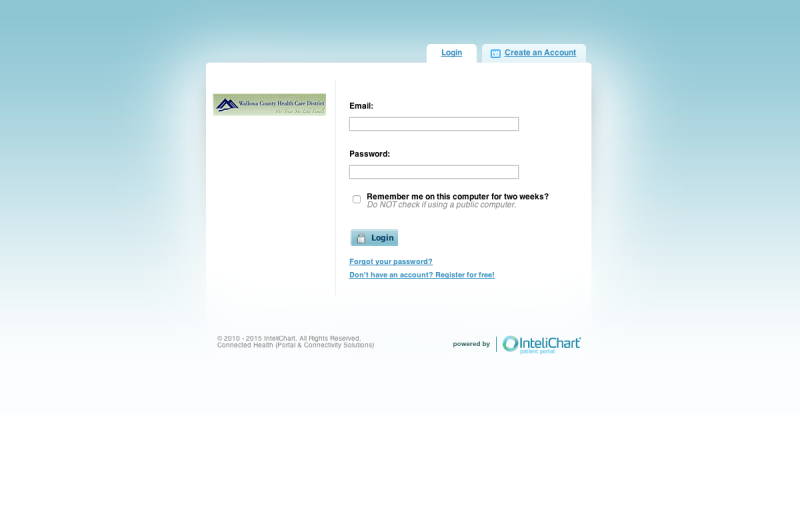 Login
Create an Account
Wallowa County Health Care District
Email:
Password:
Remember me on this computer for two weeks?
Do NOT check if using a public computer.
Login
Forgot your password?
Don't have an account? Register for free!
© 2010 - 2015 InteliChart. All Rights Reserved.
Connected Health (Portal & Connectivity Solutions)
powered by
InteliChart
patient portal